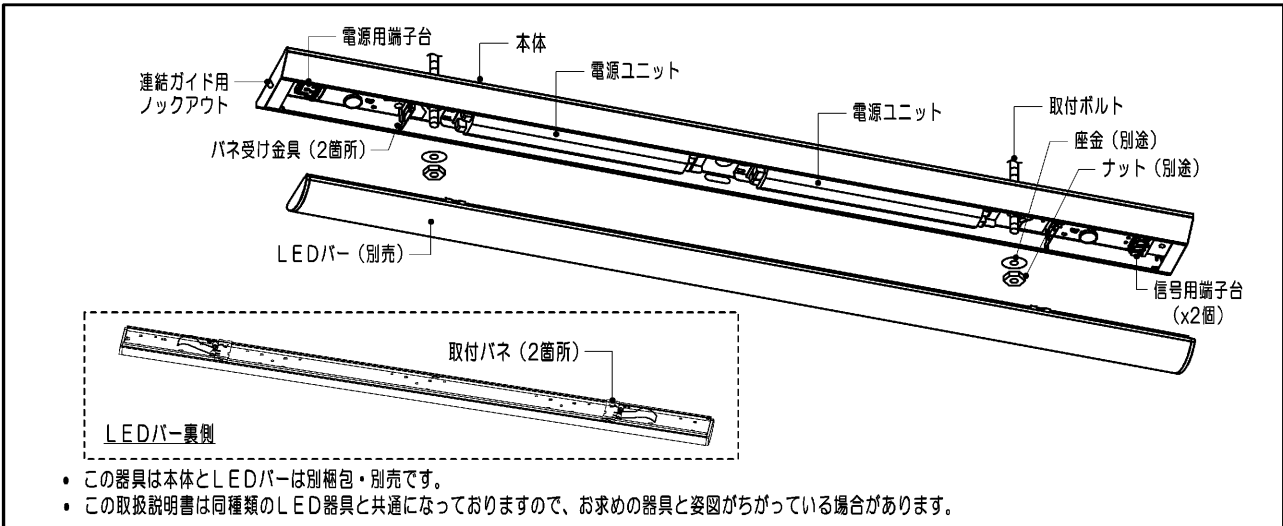 電源用端子台
本体
電源ユニット
連結ガイド用
ノックアウト
電源ユニット
取付ボルト
座金(別途)
バネ受け金具(2箇所)
ナット(別途)
LEDバー(別売)
信号用端子台
(x2個)
取付バネ(2箇所)
LEDバー裏側
• この器具は本体とLEDバーは別梱包・別売です。
• この取扱説明書は同種類のLED器具と共通になっておりますので、お求めの器具と姿図がちがっている場合があります。